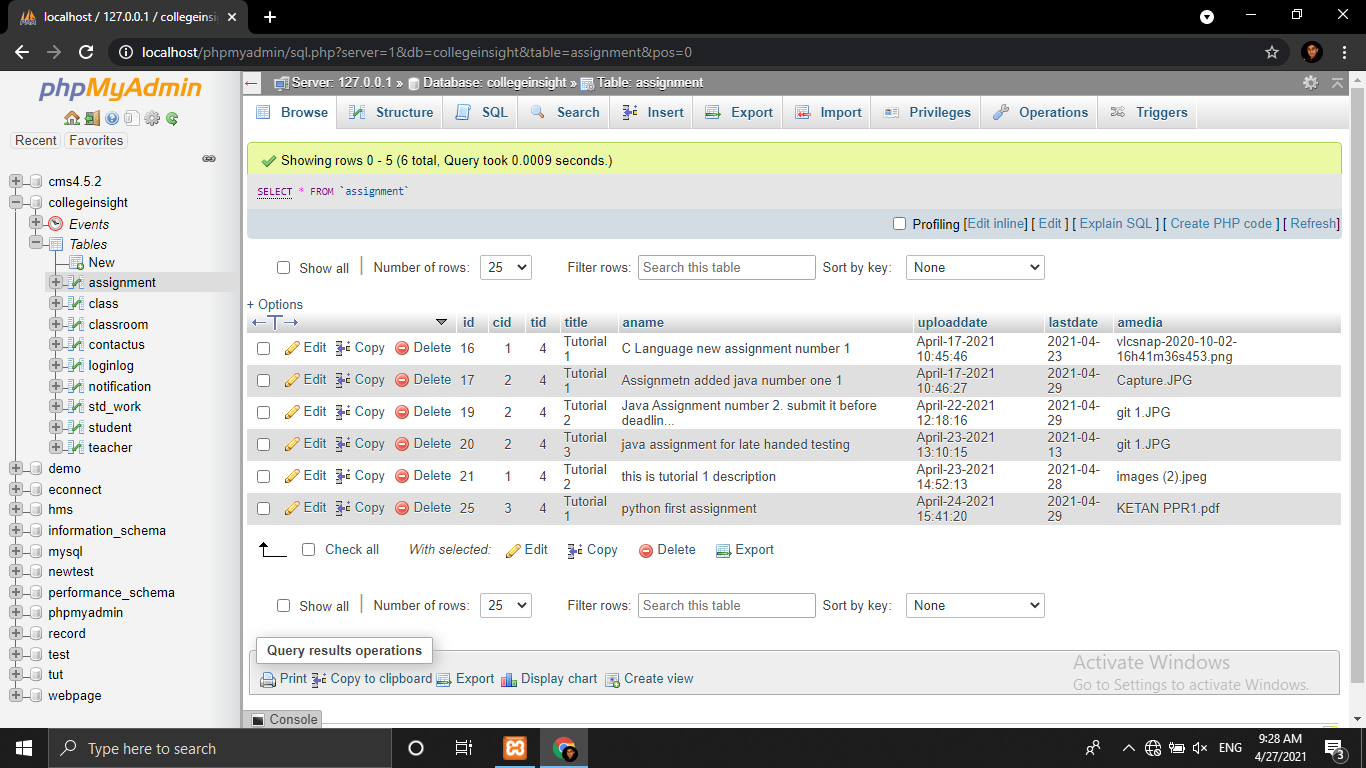 localhost / 127.0.0.1 / collegeinsi
localhost/phpmyadmin/sql.php?server=1&db=collegeinsight&table=assignment&pos=0
phpMyAdmin
Recent Favorites
cms4.5.2
collegeinsight
Events
Tables
New
assignment
class
classroom
contactus
loginlog
notification
std_work
student
teacher
demo
econnect
hms
information_schema
mysql
newtest
performance_schema
phpmyadmin
record
test
tut
webpage
Server: 127.0.0.1 » Database: collegeinsight » Table: assignment
Browse Structure SQL Search Insert Export Import Privileges Operations Triggers
Showing rows 0 - 5 (6 total, Query took 0.0009 seconds.)
SELECT * FROM `assignment`
Profiling [Edit inline] [ Edit ] [ Explain SQL ] [ Create PHP code ] [ Refresh]
Show all Number of rows: 25 Filter rows: Search this table Sort by key: None
+ Options
←T→ id cid tid title aname uploaddate lastdate amedia
Edit Copy Delete 16 1 4 Tutorial 1 C Language new assignment number 1 April-17-2021 10:45:46 2021-04-23 vlcsnap-2020-10-02-16h41m36s453.png
Edit Copy Delete 17 2 4 Tutorial 1 Assignmetn added java number one 1 April-17-2021 10:46:27 2021-04-29 Capture.JPG
Edit Copy Delete 19 2 4 Tutorial 2 Java Assignment number 2. submit it before deadlin... April-22-2021 12:18:16 2021-04-29 git 1.JPG
Edit Copy Delete 20 2 4 Tutorial 3 java assignment for late handed testing April-23-2021 13:10:15 2021-04-13 git 1.JPG
Edit Copy Delete 21 1 4 Tutorial 2 this is tutorial 1 description April-23-2021 14:52:13 2021-04-28 images (2).jpeg
Edit Copy Delete 25 3 4 Tutorial 1 python first assignment April-24-2021 15:41:20 2021-04-29 KETAN PPR1.pdf
Check all With selected: Edit Copy Delete Export
Show all Number of rows: 25 Filter rows: Search this table Sort by key: None
Query results operations
Print Copy to clipboard Export Display chart Create view
Activate Windows
Go to Settings to activate Windows.
Console
Type here to search
ENG
9:28 AM
4/27/2021
3